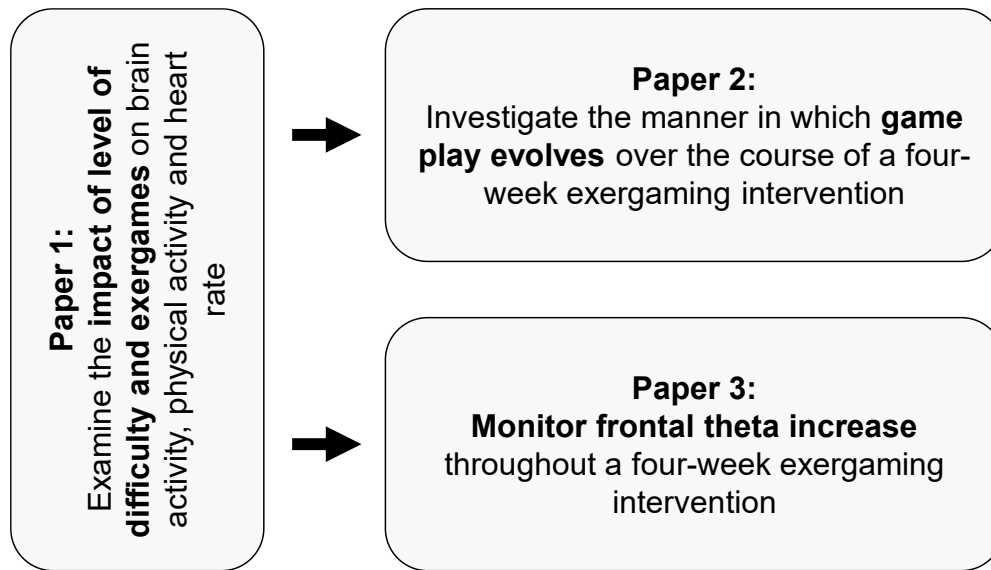 Paper 1:
Examine the impact of level of
difficulty and exergames on brain
activity, physical activity and heart
rate
Paper 2:
Investigate the manner in which game
play evolves over the course of a four-
week exergaming intervention
Paper 3:
Monitor frontal theta increase
throughout a four-week exergaming
intervention